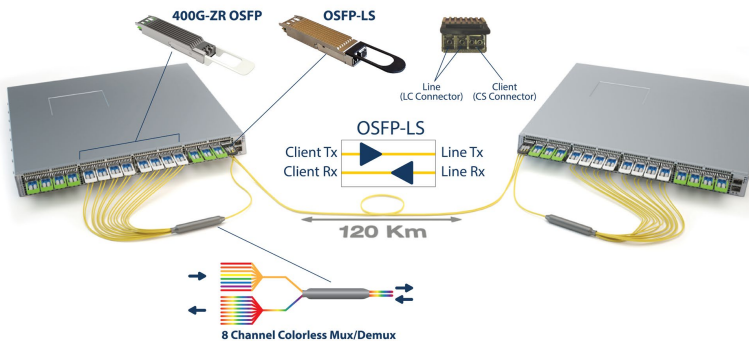 400G-ZR OSFP
OSFP-LS
Line
(LC Connector)
Client
(CS Connector)
OSFP-LS
Client Tx
Line Tx
Client Rx
Line Rx
120 Km
8 Channel Colorless Mux/Demux